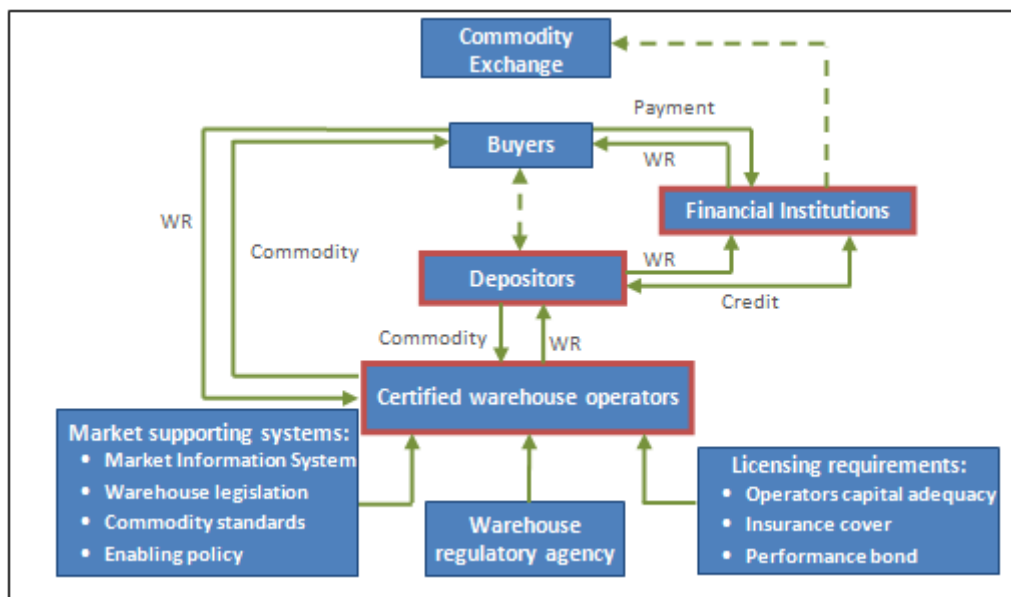 Commodity
Exchange
Payment
Buyers
WR
Financial Institutions
WR
Commodity
WR
Depositors
Credit
Commodity
WR
Certified warehouse operators
Market supporting systems:
• Market Information System
• Warehouse legislation
• Commodity standards
• Enabling policy
Warehouse
regulatory agency
Licensing requirements:
• Operators capital adequacy
• Insurance cover
• Performance bond